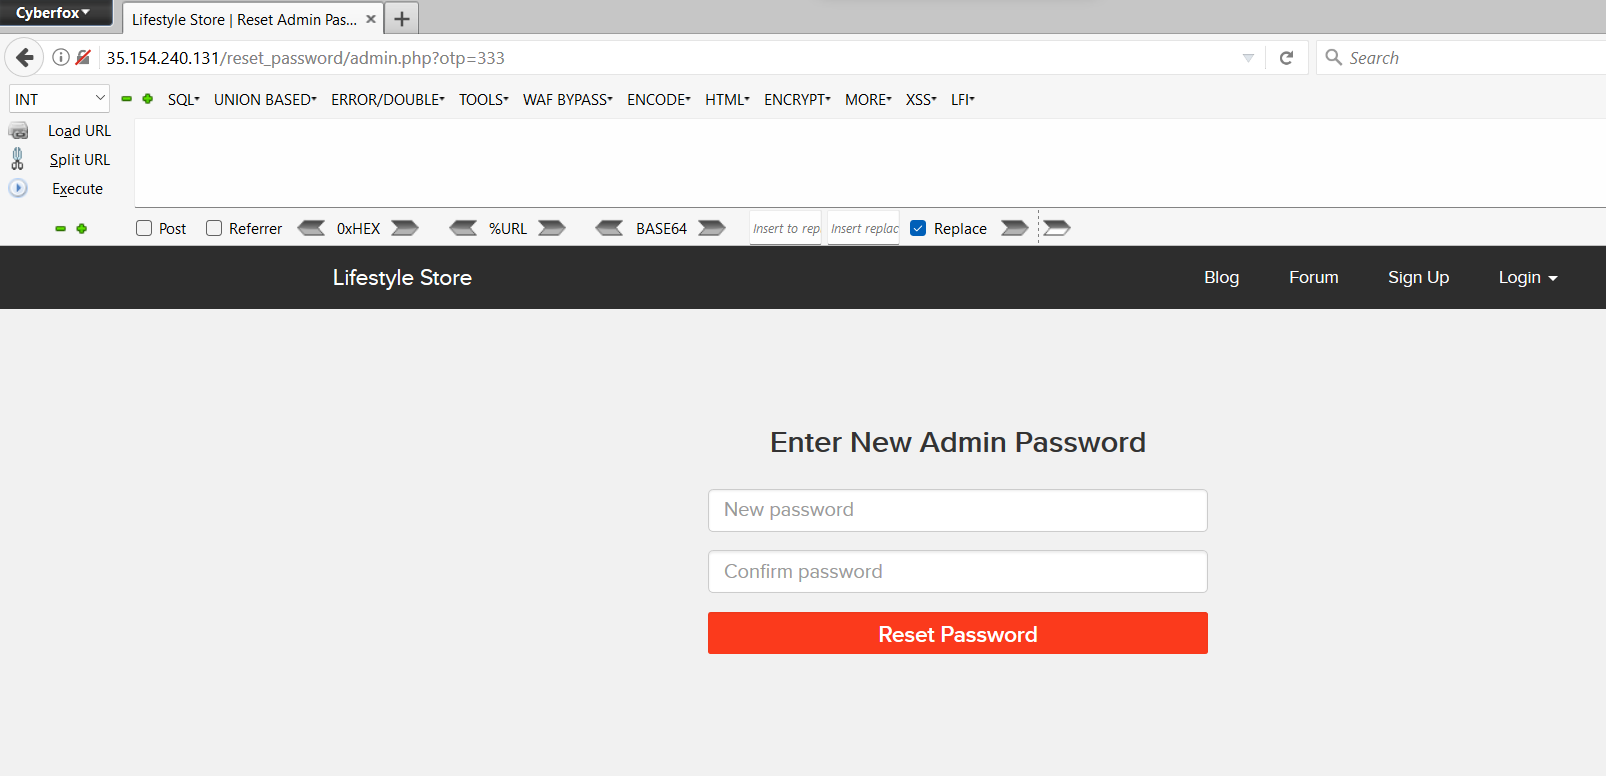 Cyberfox
Lifestyle Store | Reset Admin Pas...
35.154.240.131/reset_password/admin.php?otp=333
Search
INT SQL UNION BASED ERROR/DOUBLE TOOLS WAF BYPASS ENCODE HTML ENCRYPT MORE XSS LFI
Load URL
Split URL
Execute
Post Referrer 0xHEX %URL BASE64 Insert to rep Insert replac Replace
Lifestyle Store Blog Forum Sign Up Login
Enter New Admin Password
New password
Confirm password
Reset Password